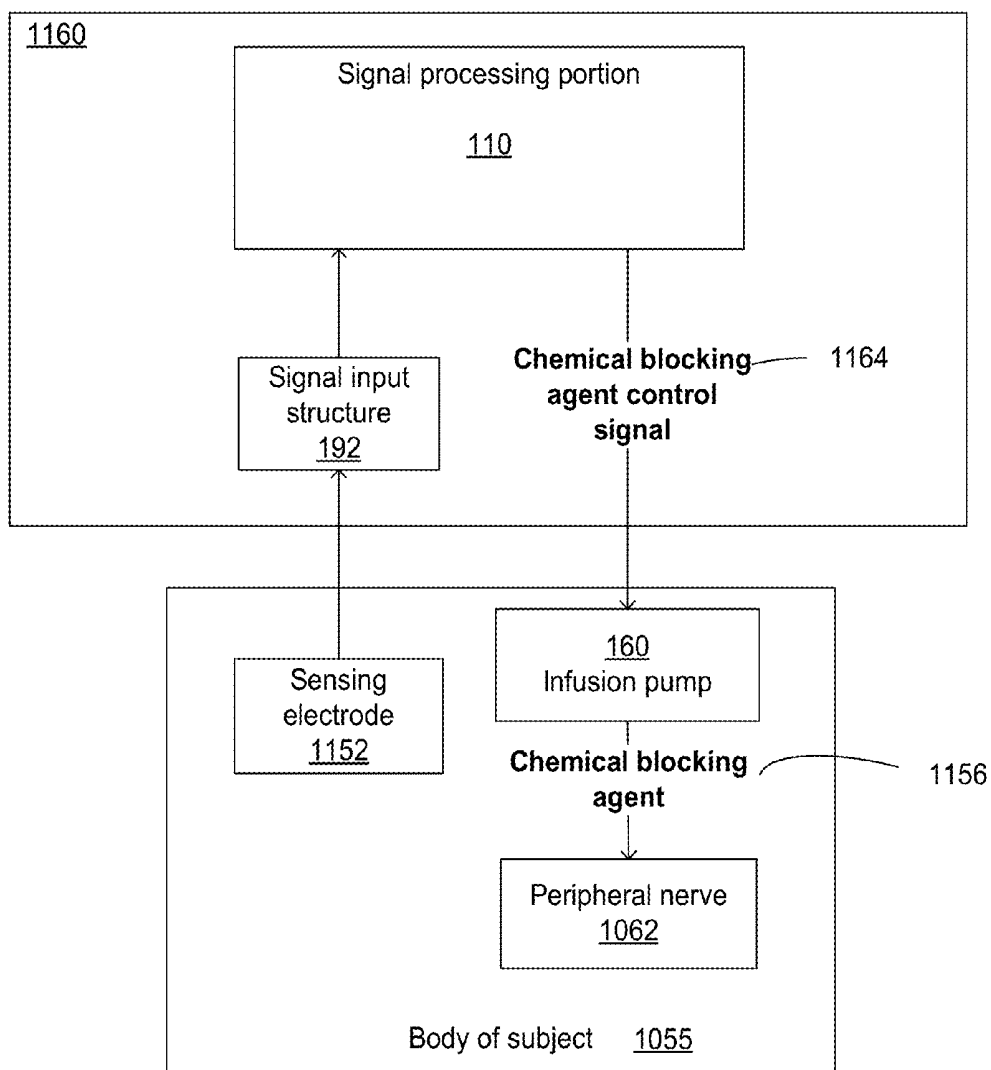 1160
Signal processing portion
110
Chemical blocking
agent control
signal
1164
Signal input
structure
192
Sensing
electrode
1152
160
Infusion pump
Chemical blocking
agent
1156
Peripheral nerve
1062
Body of subject 1055